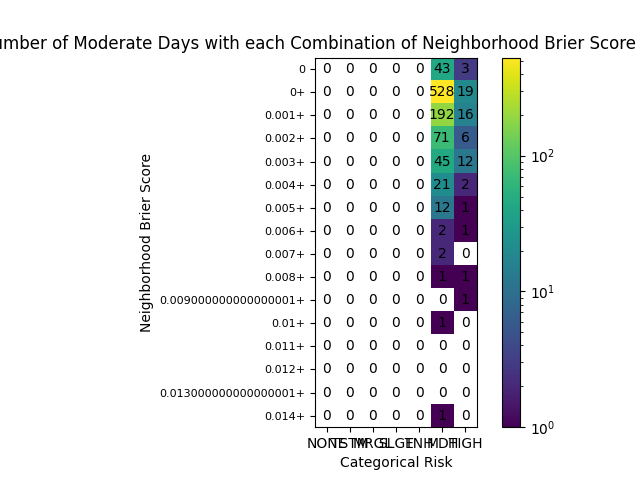 umber of Moderate Days with each Combination of Neighborhood Brier Score
Neighborhood Brier Score
0 0 0 0 0 0 43 3
0+ 0 0 0 0 0 528 19
0.001+ 0 0 0 0 0 192 16
0.002+ 0 0 0 0 0 71 6
0.003+ 0 0 0 0 0 45 12
0.004+ 0 0 0 0 0 21 2
0.005+ 0 0 0 0 0 12 1
0.006+ 0 0 0 0 0 2 1
0.007+ 0 0 0 0 0 2 0
0.008+ 0 0 0 0 0 1 1
0.009000000000000001+ 0 0 0 0 0 0 1
0.01+ 0 0 0 0 0 1 0
0.011+ 0 0 0 0 0 0 0
0.012+ 0 0 0 0 0 0 0
0.013000000000000001+ 0 0 0 0 0 0 0
0.014+ 0 0 0 0 0 1 0
NONE TSTM MRGL SLGT ENH MDT HIGH
Categorical Risk
10²
10¹
10⁰